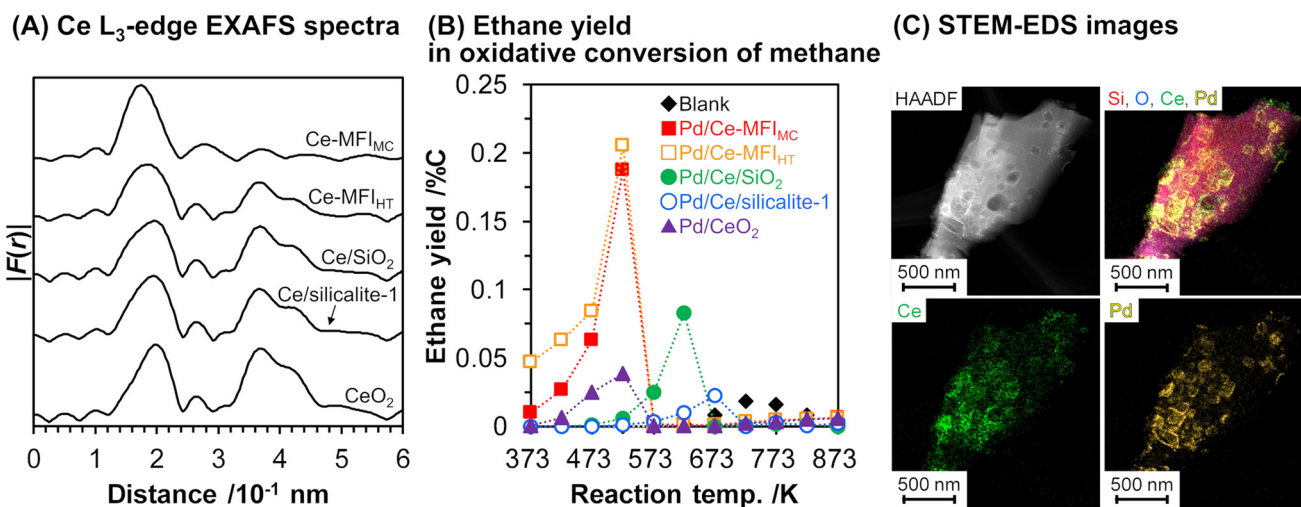 (A) Ce L₃-edge EXAFS spectra
|F(r)|
Ce-MFI_MC
Ce-MFI_HT
Ce/SiO₂
Ce/silicalite-1
CeO₂
0 1 2 3 4 5 6
Distance /10⁻¹ nm
(B) Ethane yield
in oxidative conversion of methane
Ethane yield /%C
0.25
0.2
0.15
0.1
0.05
0
Blank
Pd/Ce-MFI_MC
Pd/Ce-MFI_HT
Pd/Ce/SiO₂
Pd/Ce/silicalite-1
Pd/CeO₂
373 473 573 673 773 873
Reaction temp. /K
(C) STEM-EDS images
HAADF
500 nm
Si, O, Ce, Pd
500 nm
Ce
500 nm
Pd
500 nm